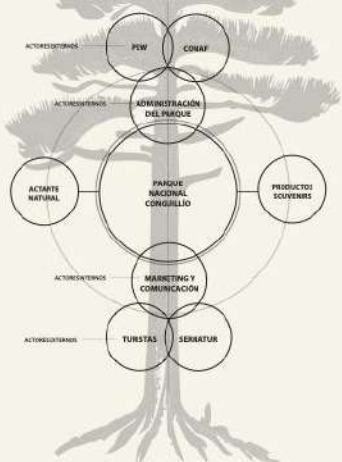 ACTORES EXTERNOS
PEW
CONAF
ACTORES INTERNOS
ADMINISTRACIÓN
DEL PARQUE
ACTANTE
NATURAL
PARQUE
NACIONAL
CONGUILLÍO
PRODUCTOS
SOUVENIRS
ACTORES INTERNOS
MARKETING Y
COMUNICACIÓN
ACTORES EXTERNOS
TURISTAS
SERNATUR